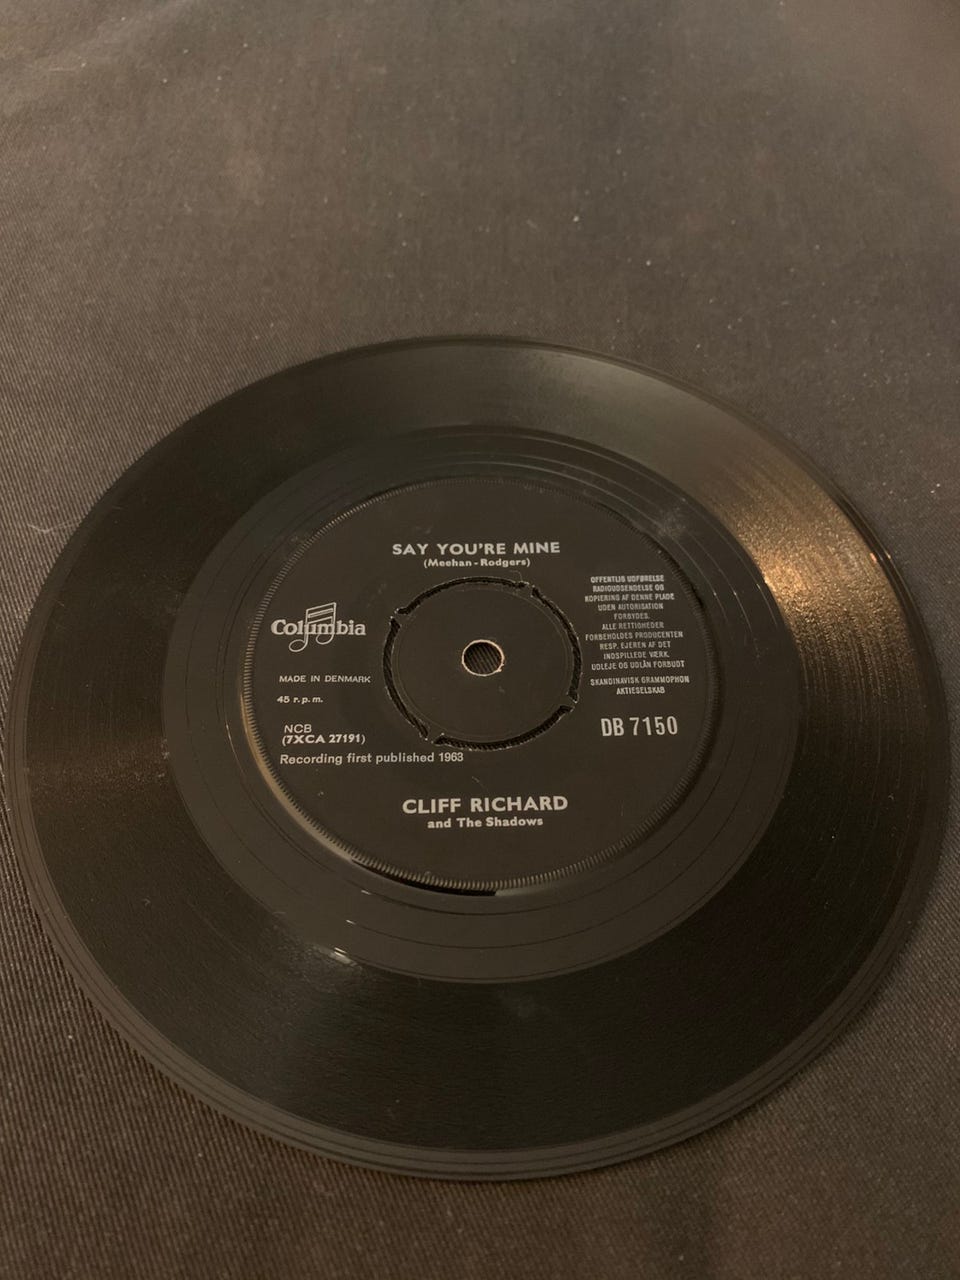 SAY YOU'RE MINE
(Meehan - Rodgers)
Columbia
MADE IN DENMARK
45 r.p.m.
NCB
(7XCA 27191)
Recording first published 1963
OFFENTLIG UDFØRELSE
RADIOUDSENDELSE OG
KOPIERING AF DENNE PLADE
UDEN AUTORISATION
FORBYDES.
ALLE RETTIGHEDER
FORBEHOLDES PRODUCENTEN
RESP. EJEREN AF DET
INDSPILLEDE VÆRK.
UDLEJE OG UDLÅN FORBUDT
SKANDINAVISK GRAMMOPHON
AKTIESELSKAB
DB 7150
CLIFF RICHARD
and The Shadows